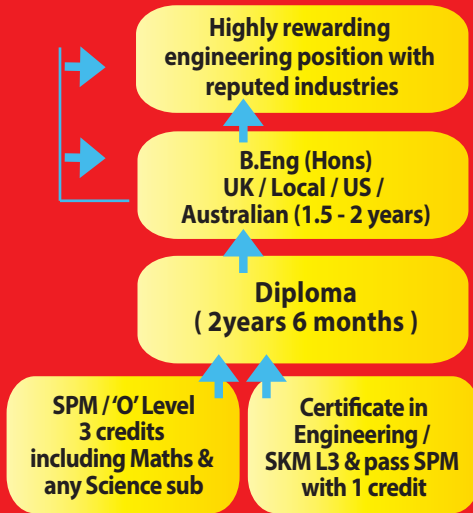 Highly rewarding
engineering position with
reputed industries
B.Eng (Hons)
UK / Local / US /
Australian (1.5 - 2 years)
Diploma
( 2years 6 months )
SPM / 'O' Level
3 credits
including Maths &
any Science sub
Certificate in
Engineering /
SKM L3 & pass SPM
with 1 credit